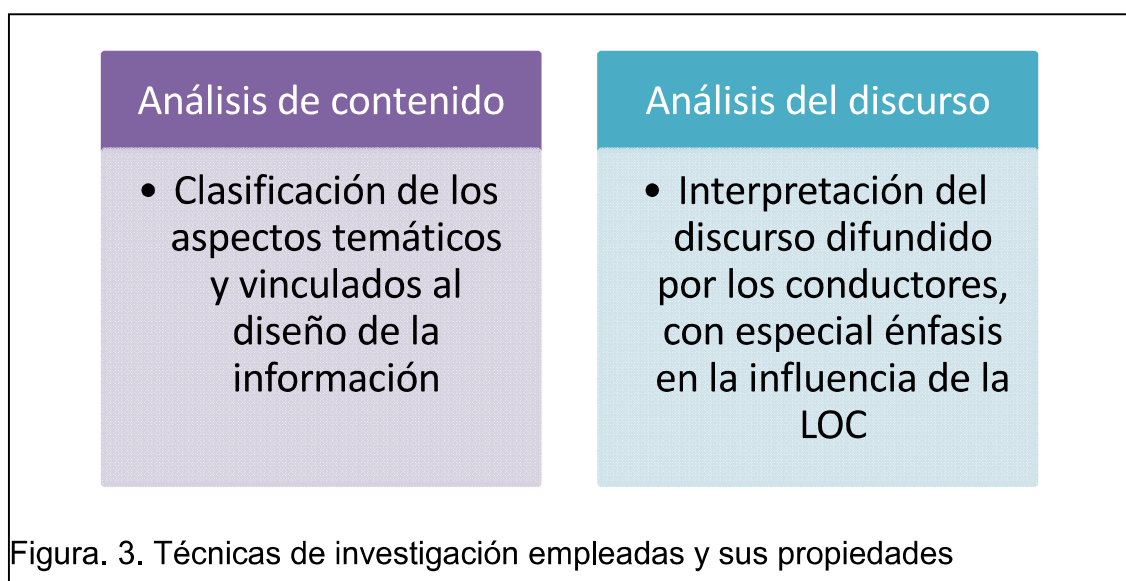 Análisis de contenido
• Clasificación de los
aspectos temáticos
y vinculados al
diseño de la
información
Análisis del discurso
• Interpretación del
discurso difundido
por los conductores,
con especial énfasis
en la influencia de la
LOC
Figura. 3. Técnicas de investigación empleadas y sus propiedades